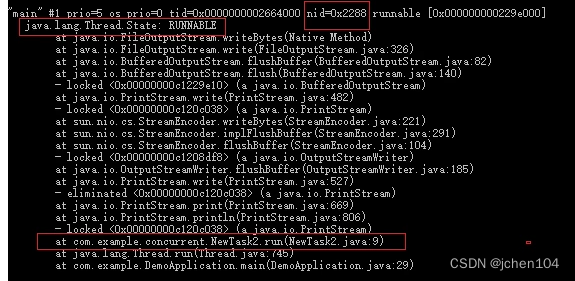 "main" #1 prio=5 os_prio=0 tid=0x0000000002664000 nid=0x2288 runnable [0x000000000229e000]
java.lang.Thread.State: RUNNABLE
at java.io.FileOutputStream.writeBytes(Native Method)
at java.io.FileOutputStream.write(FileOutputStream.java:326)
at java.io.BufferedOutputStream.flushBuffer(BufferedOutputStream.java:82)
at java.io.BufferedOutputStream.flush(BufferedOutputStream.java:140)
- locked <0x00000000c1229e10> (a java.io.BufferedOutputStream)
at java.io.PrintStream.write(PrintStream.java:482)
- locked <0x00000000c120c038> (a java.io.PrintStream)
at sun.nio.cs.StreamEncoder.writeBytes(StreamEncoder.java:221)
at sun.nio.cs.StreamEncoder.implFlushBuffer(StreamEncoder.java:291)
at sun.nio.cs.StreamEncoder.flushBuffer(StreamEncoder.java:104)
- locked <0x00000000c1208df8> (a java.io.OutputStreamWriter)
at java.io.OutputStreamWriter.flushBuffer(OutputStreamWriter.java:185)
at java.io.PrintStream.write(PrintStream.java:527)
- eliminated <0x00000000c120c038> (a java.io.PrintStream)
at java.io.PrintStream.print(PrintStream.java:669)
at java.io.PrintStream.println(PrintStream.java:806)
- locked <0x00000000c120c038> (a java.io.PrintStream)
at com.example.concurrent.NewTask2.run(NewTask2.java:9)
at java.lang.Thread.run(Thread.java:745)
at com.example.DemoApplication.main(DemoApplication.java:29)
CSDN @jchen104